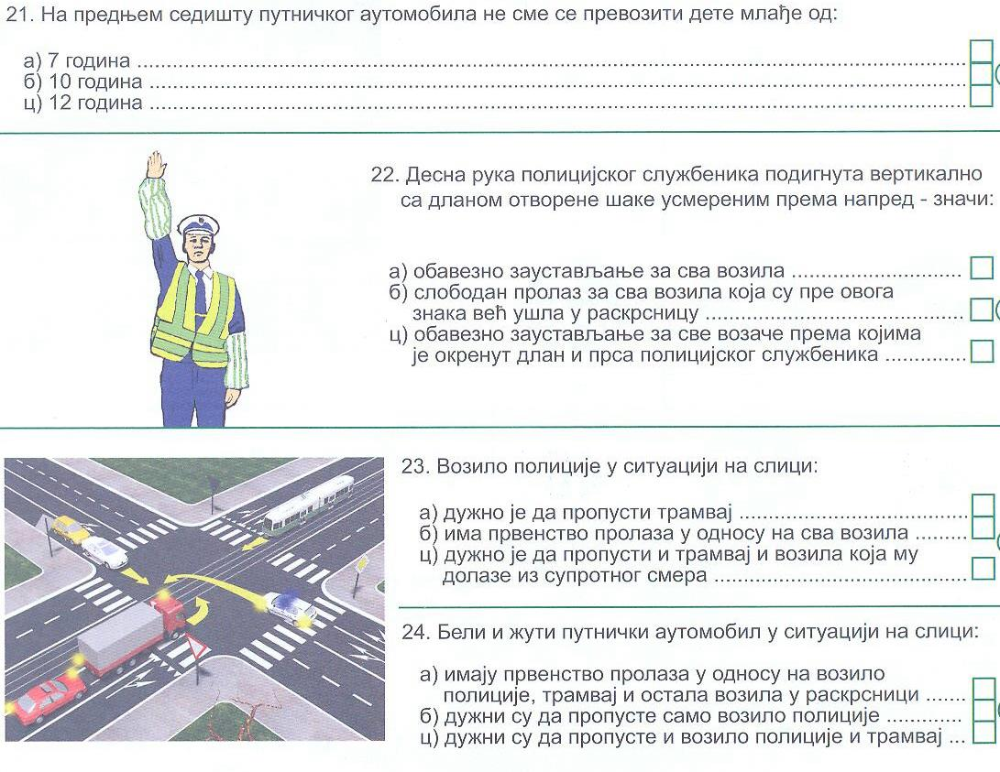 21. На предњем седишту путничког аутомобила не сме се превозити дете млађе од:
а) 7 година ........................................................................
б) 10 година ........................................................................
ц) 12 година ........................................................................
22. Десна рука полицијског службеника подигнута вертикално
са дланом отворене шаке усмереним према напред - значи:
а) обавезно заустављање за сва возила .............................
б) слободан пролаз за сва возила која су пре овога
знака већ ушла у раскрсницу ............................................
ц) обавезно заустављање за све возаче према којима
је окренут длан и прса полицијског службеника ..............
23. Возило полиције у ситуацији на слици:
а) дужно је да пропусти трамвај .......................................
б) има првенство пролаза у односу на сва возила .........
ц) дужно је да пропусти и трамвај и возила која му
долазе из супротног смера ...........................................
24. Бели и жути путнички аутомобил у ситуацији на слици:
а) имају првенство пролаза у односу на возило
полиције, трамвај и остала возила у раскрсници .......
б) дужни су да пропусте само возило полиције .............
ц) дужни су да пропусте и возило полиције и трамвај ...